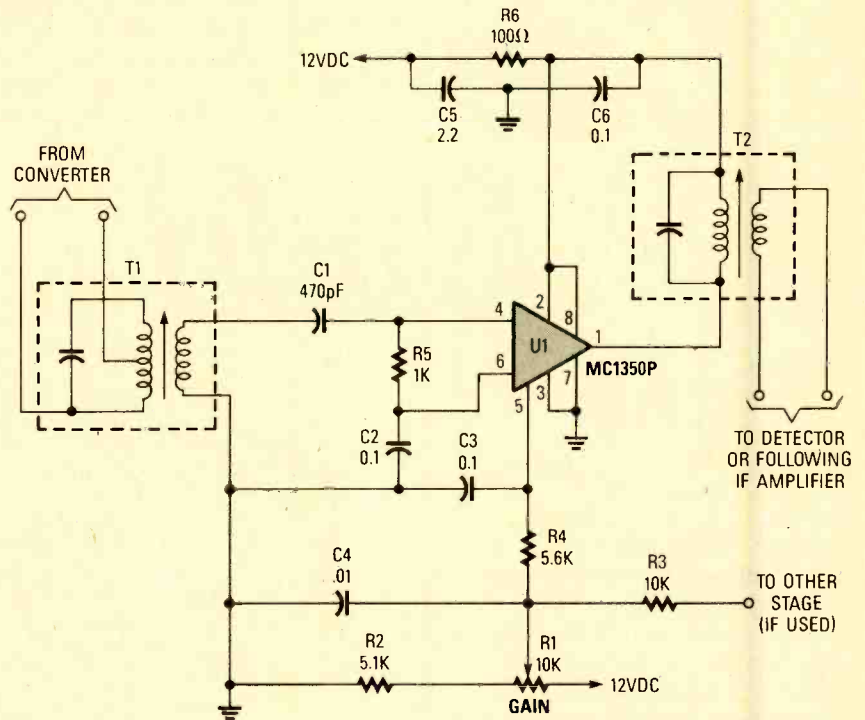 R6
100Ω
12VDC
C5
2.2
C6
0.1
T2
FROM
CONVERTER
T1
C1
470pF
4
2
8
U1
1
MC1350P
R5
1K
6
3
7
5
C2
0.1
C3
0.1
TO DETECTOR
OR FOLLOWING
IF AMPLIFIER
R4
5.6K
C4
.01
R3
10K
TO OTHER
STAGE
(IF USED)
R2
5.1K
R1
10K
12VDC
GAIN